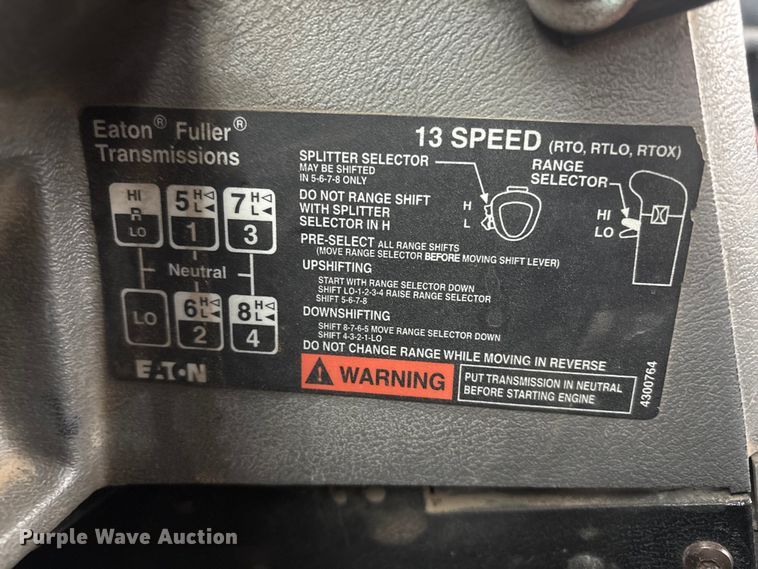 Eaton® Fuller®
Transmissions
HI
R
LO
5 H L
1
7 H L
3
Neutral
LO
6 H L
2
8 H L
4
EATON
13 SPEED (RTO, RTLO, RTOX)
SPLITTER SELECTOR
MAY BE SHIFTED
IN 5-6-7-8 ONLY
DO NOT RANGE SHIFT
WITH SPLITTER
SELECTOR IN H
H
L
RANGE
SELECTOR
HI
LO
PRE-SELECT ALL RANGE SHIFTS
(MOVE RANGE SELECTOR BEFORE MOVING SHIFT LEVER)
UPSHIFTING
START WITH RANGE SELECTOR DOWN
SHIFT LO-1-2-3-4 RAISE RANGE SELECTOR
SHIFT 5-6-7-8
DOWNSHIFTING
SHIFT 8-7-6-5 MOVE RANGE SELECTOR DOWN
SHIFT 4-3-2-1-LO
DO NOT CHANGE RANGE WHILE MOVING IN REVERSE
WARNING
PUT TRANSMISSION IN NEUTRAL
BEFORE STARTING ENGINE
4300764
Purple Wave Auction